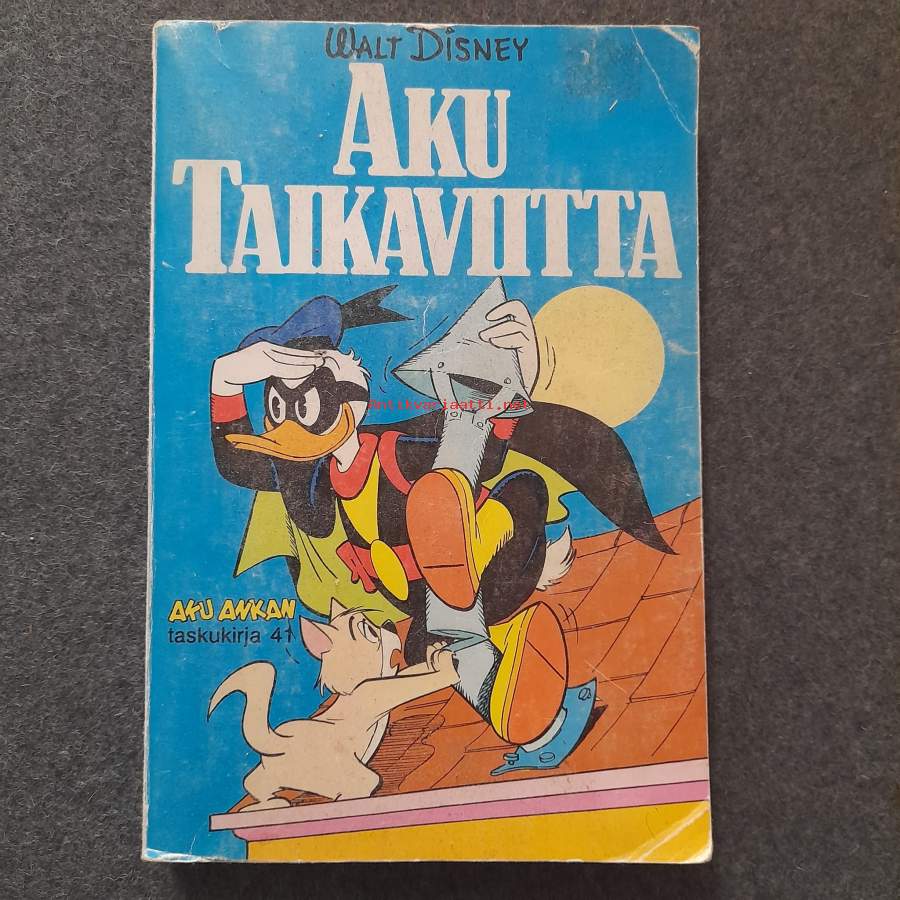 WALT DISNEY
AKU
TAIKAVIITTA
Antikvariaatti.net
AKU ANKAN
taskukirja 41